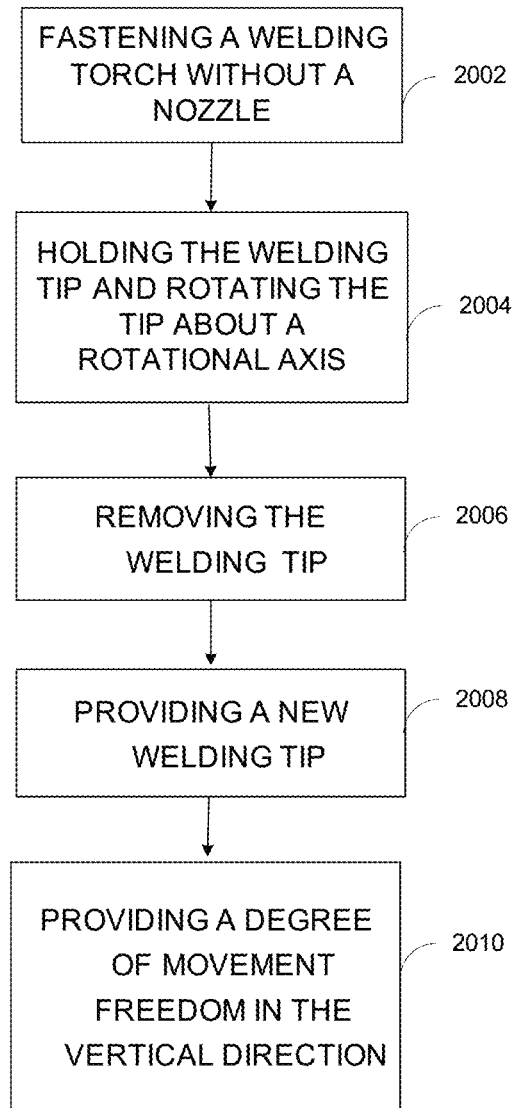 FASTENING A WELDING
TORCH WITHOUT A
NOZZLE
2002
HOLDING THE WELDING
TIP AND ROTATING THE
TIP ABOUT A
ROTATIONAL AXIS
2004
REMOVING THE
WELDING TIP
2006
PROVIDING A NEW
WELDING TIP
2008
PROVIDING A DEGREE
OF MOVEMENT
FREEDOM IN THE
VERTICAL DIRECTION
2010